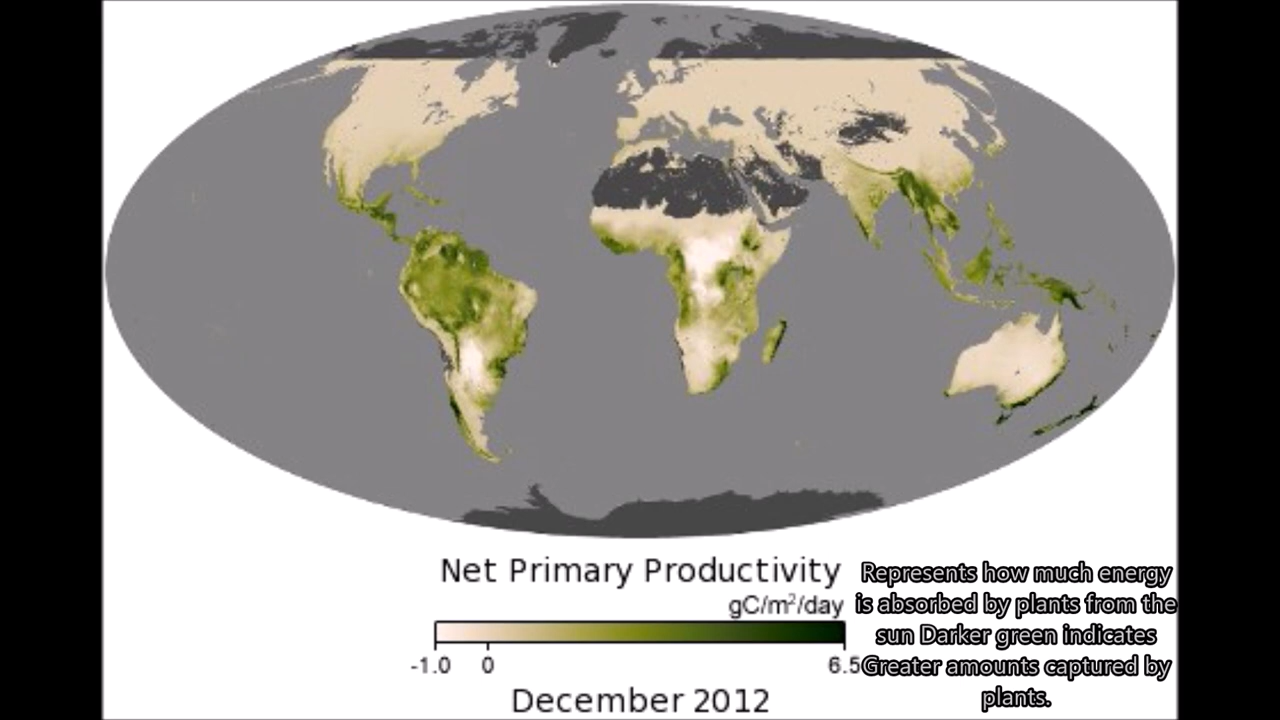 Net Primary Productivity
gC/m²/day
-1.0 0 6.5
December 2012
Represents how much energy
is absorbed by plants from the
sun Darker green indicates
Greater amounts captured by
plants.